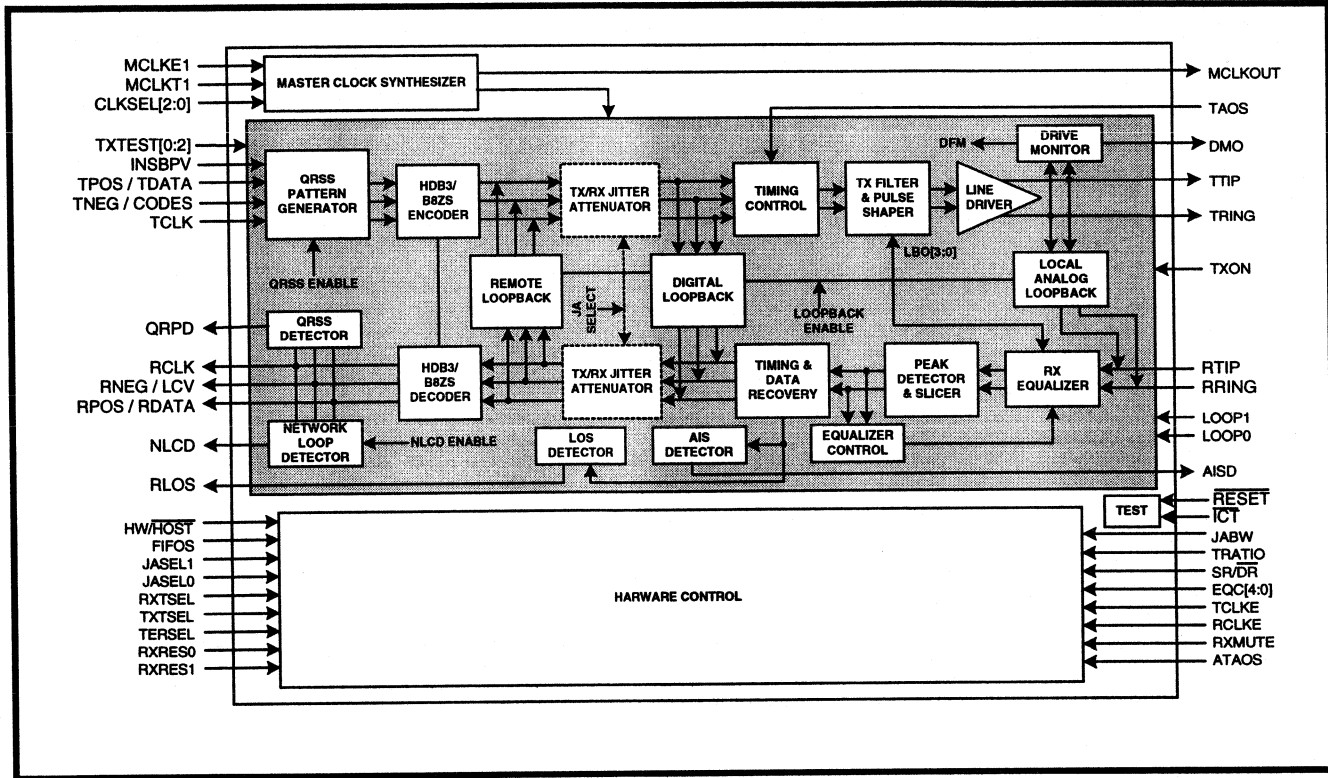 MCLKE1
MCLKT1
CLKSEL[2:0]
MASTER CLOCK SYNTHESIZER
MCLKOUT
TAOS
TXTEST[0:2]
INSBPV
TPOS / TDATA
TNEG / CODES
TCLK
QRSS
PATTERN
GENERATOR
HDB3/
B8ZS
ENCODER
TX/RX JITTER
ATTENUATOR
TIMING
CONTROL
TX FILTER
& PULSE
SHAPER
LINE
DRIVER
DFM
DRIVE
MONITOR
DMO
TTIP
TRING
QRSS ENABLE
REMOTE
LOOPBACK
JA
SELECT
DIGITAL
LOOPBACK
LOOPBACK
ENABLE
LBO[3:0]
LOCAL
ANALOG
LOOPBACK
TXON
QRPD
RCLK
RNEG / LCV
RPOS / RDATA
NLCD
RLOS
QRSS
DETECTOR
HDB3/
B8ZS
DECODER
TX/RX JITTER
ATTENUATOR
TIMING &
DATA
RECOVERY
PEAK
DETECTOR
& SLICER
RX
EQUALIZER
RTIP
RRING
LOOP1
LOOP0
NETWORK
LOOP
DETECTOR
NLCD ENABLE
LOS
DETECTOR
AIS
DETECTOR
EQUALIZER
CONTROL
AISD
TEST
RESET
ICT
HW/HOST
FIFOS
JASEL1
JASEL0
RXTSEL
TXTSEL
TERSEL
RXRES0
RXRES1
HARWARE CONTROL
JABW
TRATIO
SR/DR
EQC[4:0]
TCLKE
RCLKE
RXMUTE
ATAOS